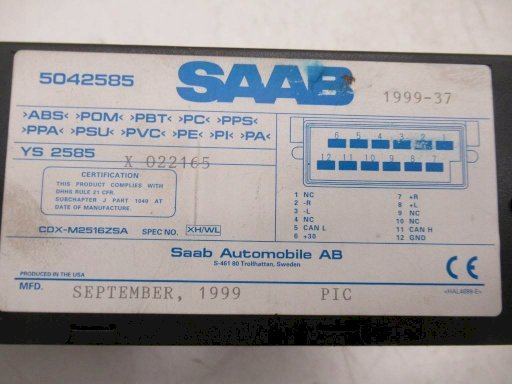 5042585
SAAB
1999-37
>ABS< >POM< >PBT< >PC< >PPS<
>PPA< >PSU< >PVC< >PE< >PI< >PA<
YS 2585
X 022165
CERTIFICATION
THIS PRODUCT COMPLIES WITH
DHHS RULE 21 CFR.
SUBCHAPTER J PART 1040 AT
DATE OF MANUFACTURE.
CDX-M2516ZSA SPEC NO. XH/WL
6 5 4 3 2 1
12 11 10 9 8 7
1 NC 7 +R
2 -R 8 +L
3 -L 9 NC
4 NC 10 NC
5 CAN L 11 CAN H
6 +30 12 GND
Saab Automobile AB
S-461 80 Trollhattan, Sweden
CE
PRODUCED IN THE USA
MFD. SEPTEMBER, 1999 PIC